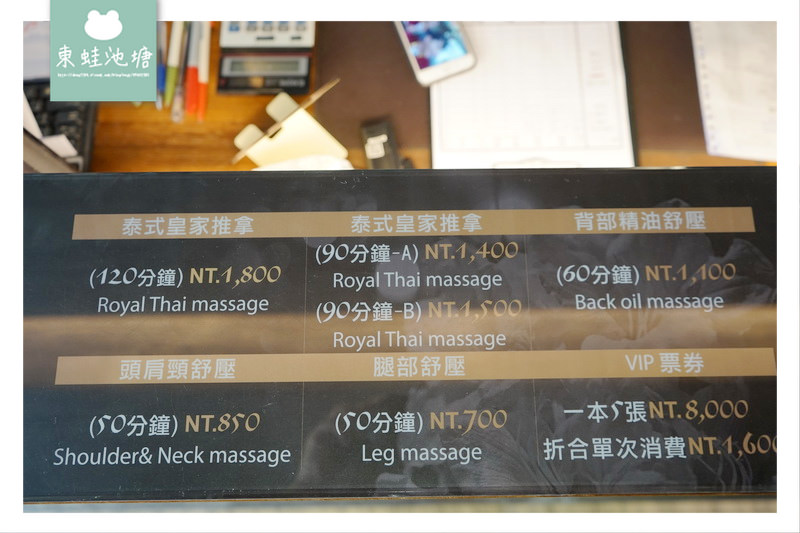 東蛙池塘
泰式皇家推拿
(120分鐘) NT.1,800
Royal Thai massage
泰式皇家推拿
(90分鐘-A) NT.1,400
Royal Thai massage
(90分鐘-B) NT.1,500
Royal Thai massage
背部精油舒壓
(60分鐘) NT.1,100
Back oil massage
頭肩頸舒壓
(50分鐘) NT.850
Shoulder& Neck massage
腿部舒壓
(50分鐘) NT.700
Leg massage
VIP 票券
一本5張NT.8,000
折合單次消費NT.1,600